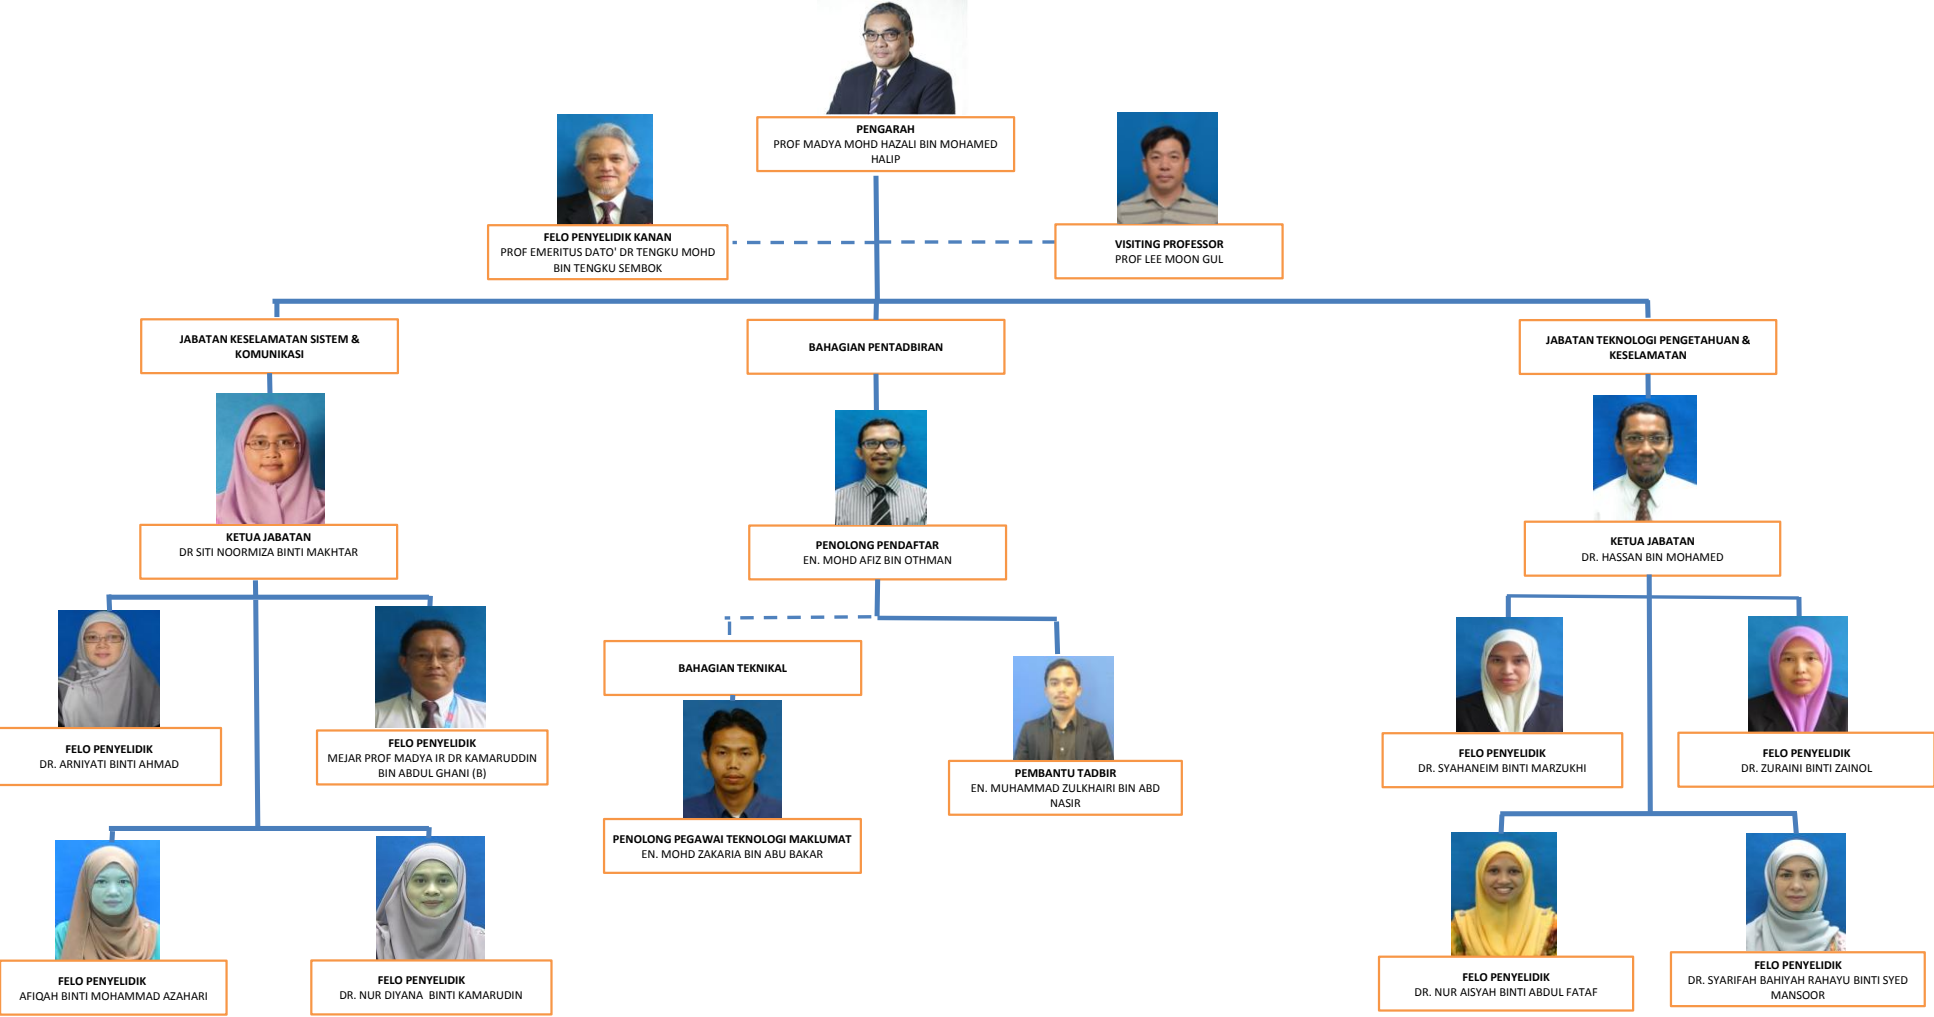 PENGARAH
PROF MADYA MOHD HAZALI BIN MOHAMED
HALIP
FELO PENYELIDIK KANAN
PROF EMERITUS DATO' DR TENGKU MOHD
BIN TENGKU SEMBOK
VISITING PROFESSOR
PROF LEE MOON GUL
JABATAN KESELAMATAN SISTEM &
KOMUNIKASI
BAHAGIAN PENTADBIRAN
JABATAN TEKNOLOGI PENGETAHUAN &
KESELAMATAN
KETUA JABATAN
DR SITI NOORMIZA BINTI MAKHTAR
PENOLONG PENDAFTAR
EN. MOHD AFIZ BIN OTHMAN
KETUA JABATAN
DR. HASSAN BIN MOHAMED
FELO PENYELIDIK
DR. ARNIYATI BINTI AHMAD
FELO PENYELIDIK
MEJAR PROF MADYA IR DR KAMARUDDIN
BIN ABDUL GHANI (B)
BAHAGIAN TEKNIKAL
PENOLONG PEGAWAI TEKNOLOGI MAKLUMAT
EN. MOHD ZAKARIA BIN ABU BAKAR
PEMBANTU TADBIR
EN. MUHAMMAD ZULKHAIRI BIN ABD
NASIR
FELO PENYELIDIK
DR. SYAHANEIM BINTI MARZUKHI
FELO PENYELIDIK
DR. ZURAINI BINTI ZAINOL
FELO PENYELIDIK
AFIQAH BINTI MOHAMMAD AZAHARI
FELO PENYELIDIK
DR. NUR DIYANA  BINTI KAMARUDIN
FELO PENYELIDIK
DR. NUR AISYAH BINTI ABDUL FATAF
FELO PENYELIDIK
DR. SYARIFAH BAHIYAH RAHAYU BINTI SYED
MANSOOR